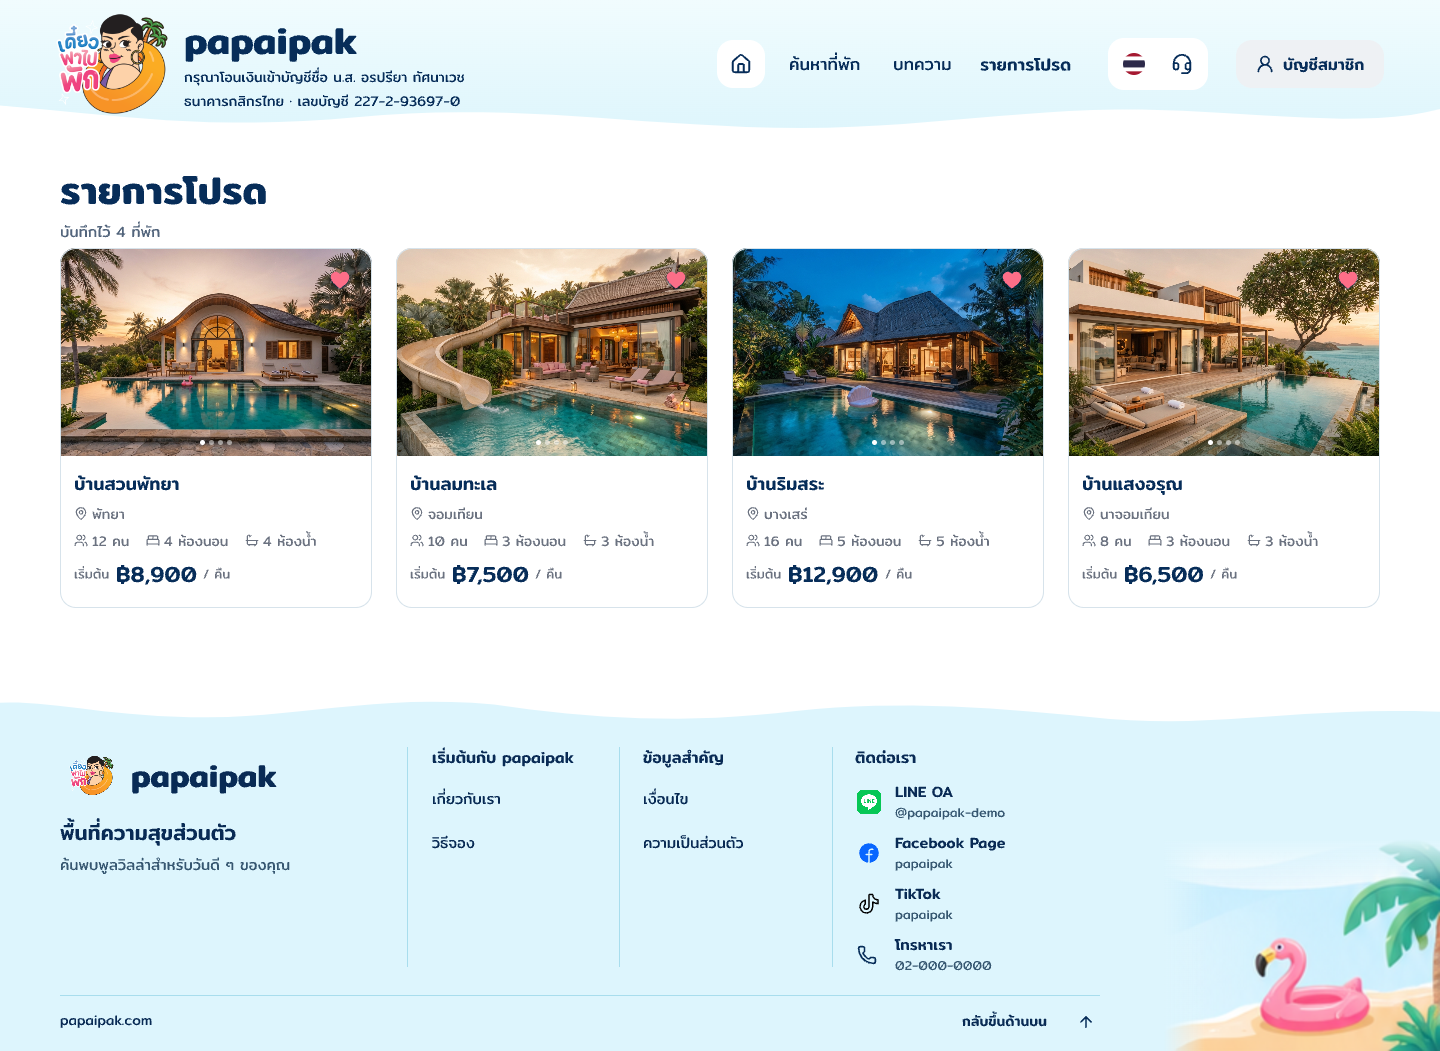 เดี๋ยว
พาไป
พัก
papaipak
กรุณาโอนเงินเข้าบัญชีชื่อ น.ส. อรปรียา ทัศนาเวช
ธนาคารกสิกรไทย · เลขบัญชี 227-2-93697-0
ค้นหาที่พัก
บทความ
รายการโปรด
บัญชีสมาชิก
รายการโปรด
บันทึกไว้ 4 ที่พัก
บ้านสวนพัทยา
พัทยา
12 คน 4 ห้องนอน 4 ห้องน้ำ
เริ่มต้น ฿8,900 / คืน
บ้านลมทะเล
จอมเทียน
10 คน 3 ห้องนอน 3 ห้องน้ำ
เริ่มต้น ฿7,500 / คืน
บ้านริมสระ
บางเสร่
16 คน 5 ห้องนอน 5 ห้องน้ำ
เริ่มต้น ฿12,900 / คืน
บ้านแสงอรุณ
นาจอมเทียน
8 คน 3 ห้องนอน 3 ห้องน้ำ
เริ่มต้น ฿6,500 / คืน
เดี๋ยว
พาไป
พัก
papaipak
พื้นที่ความสุขส่วนตัว
ค้นพบพูลวิลล่าสำหรับวันดี ๆ ของคุณ
เริ่มต้นกับ papaipak
เกี่ยวกับเรา
วิธีจอง
ข้อมูลสำคัญ
เงื่อนไข
ความเป็นส่วนตัว
ติดต่อเรา
LINE
LINE OA
@papaipak-demo
Facebook Page
papaipak
TikTok
papaipak
โทรหาเรา
02-000-0000
papaipak.com
กลับขึ้นด้านบน